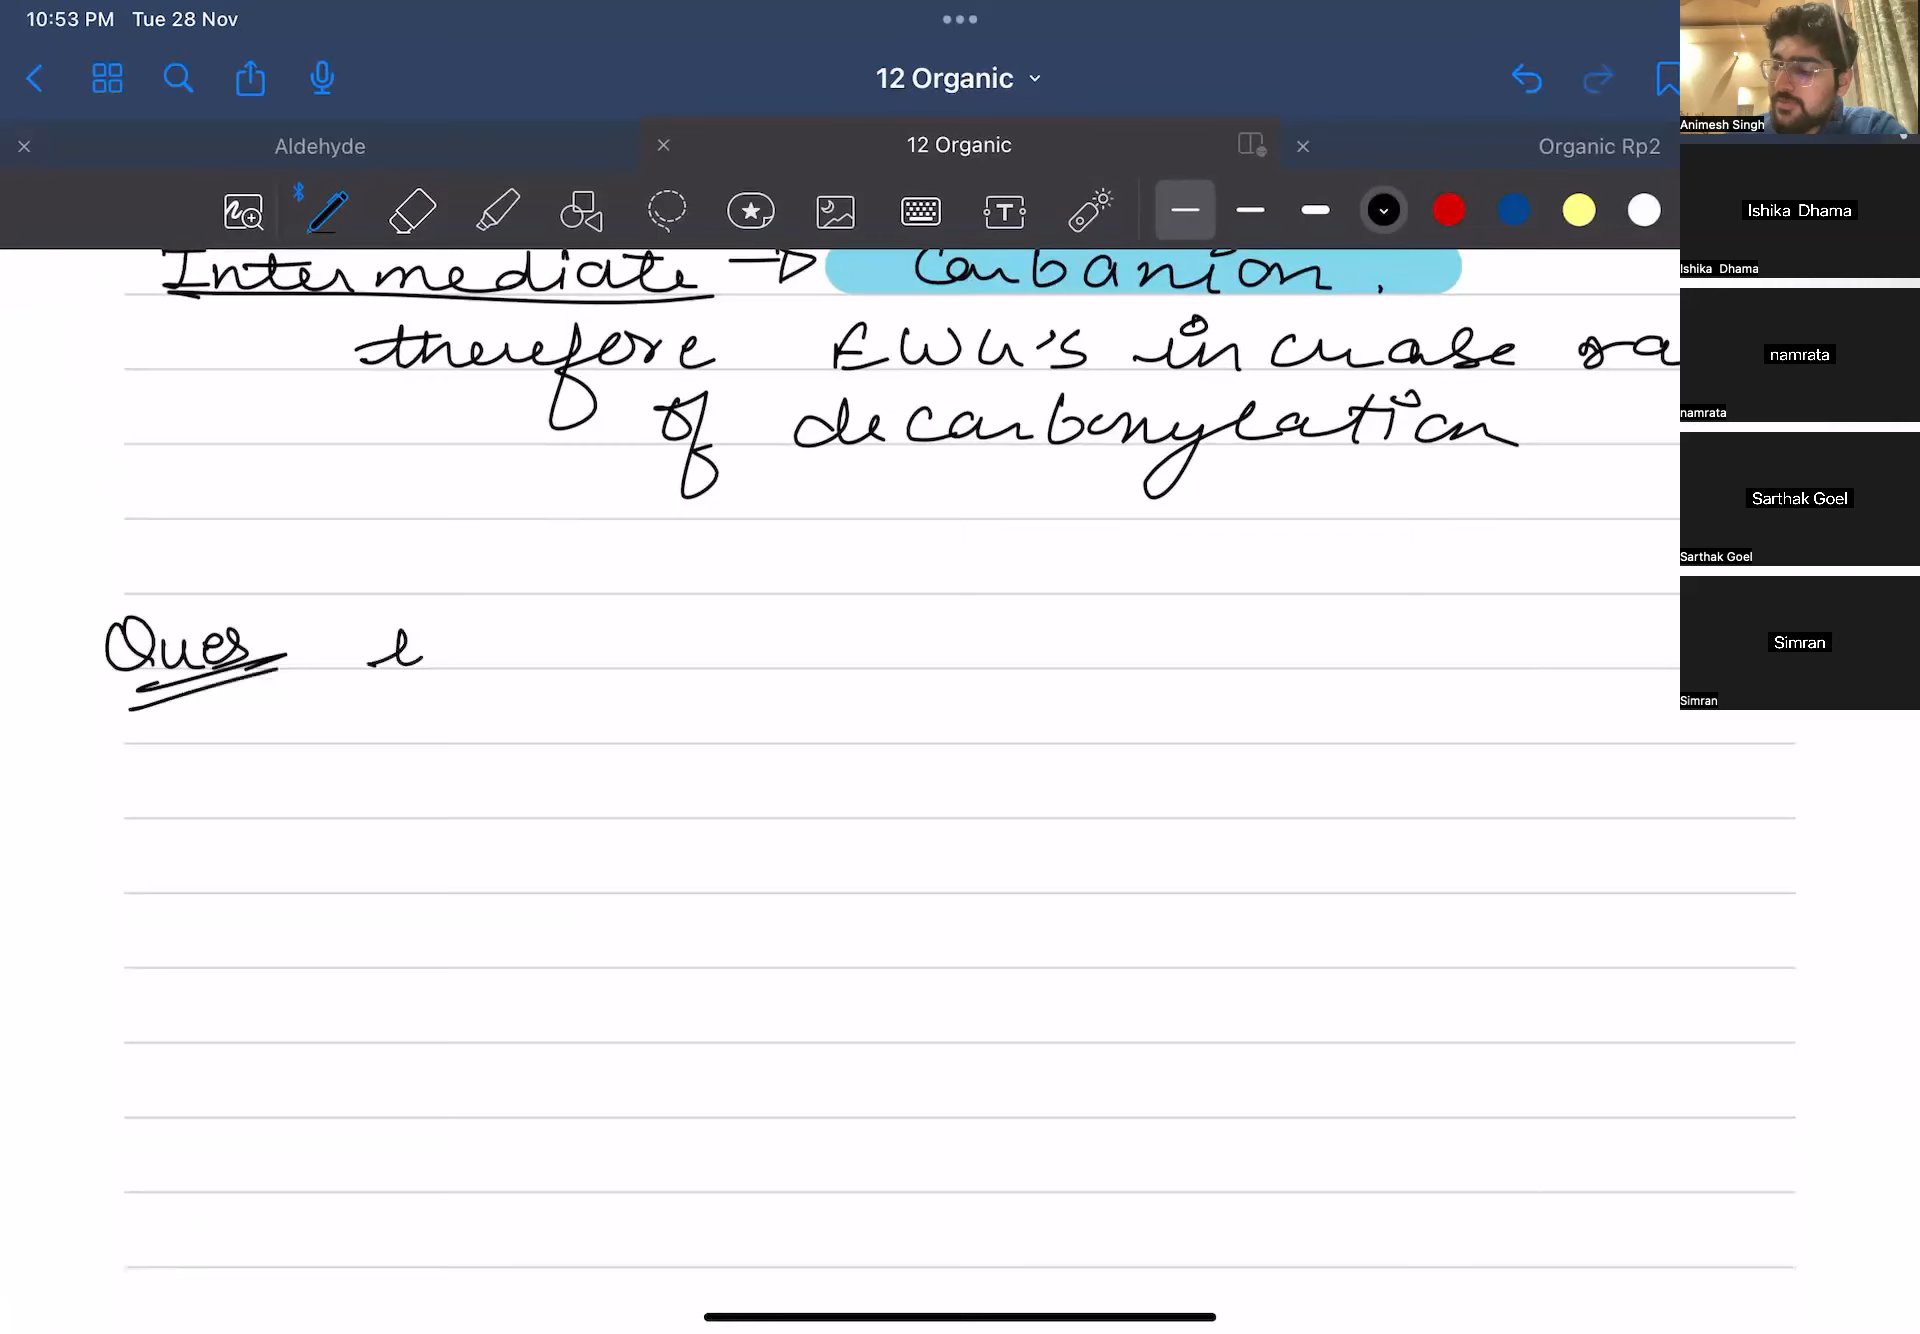 10:53 PM Tue 28 Nov
12 Organic
Aldehyde
12 Organic
Organic Rp2
Intermediate → Carbanion.
therefore EWG's increase ra
of decarbonylation
Ques
Animesh Singh
Ishika Dhama
Ishika Dhama
namrata
namrata
Sarthak Goel
Sarthak Goel
Simran
Simran